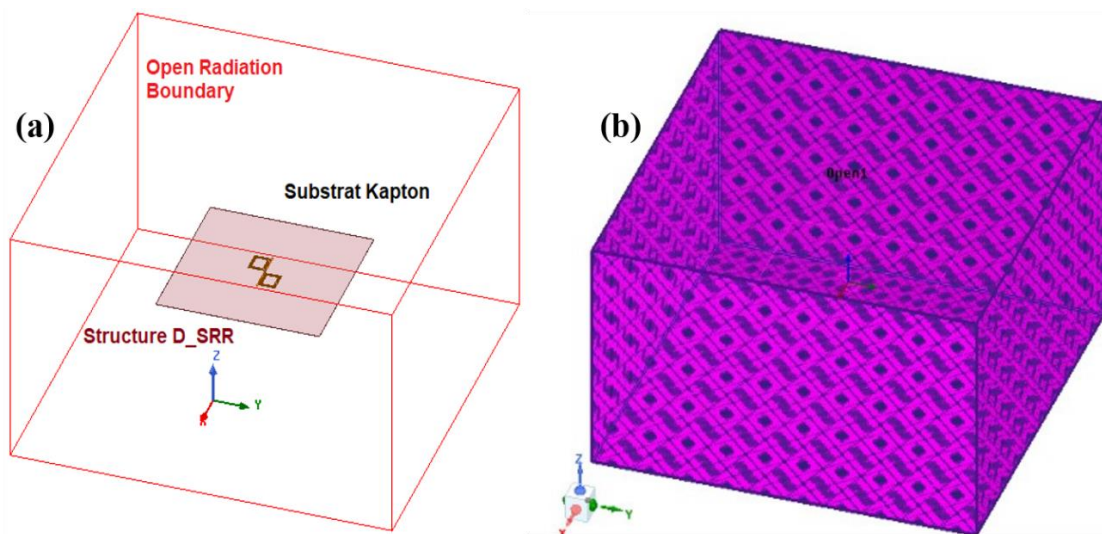 (a)
Open Radiation
Boundary
Substrat Kapton
Structure D_SRR
Z
Y
X
(b)
Open1
Z
Y
X